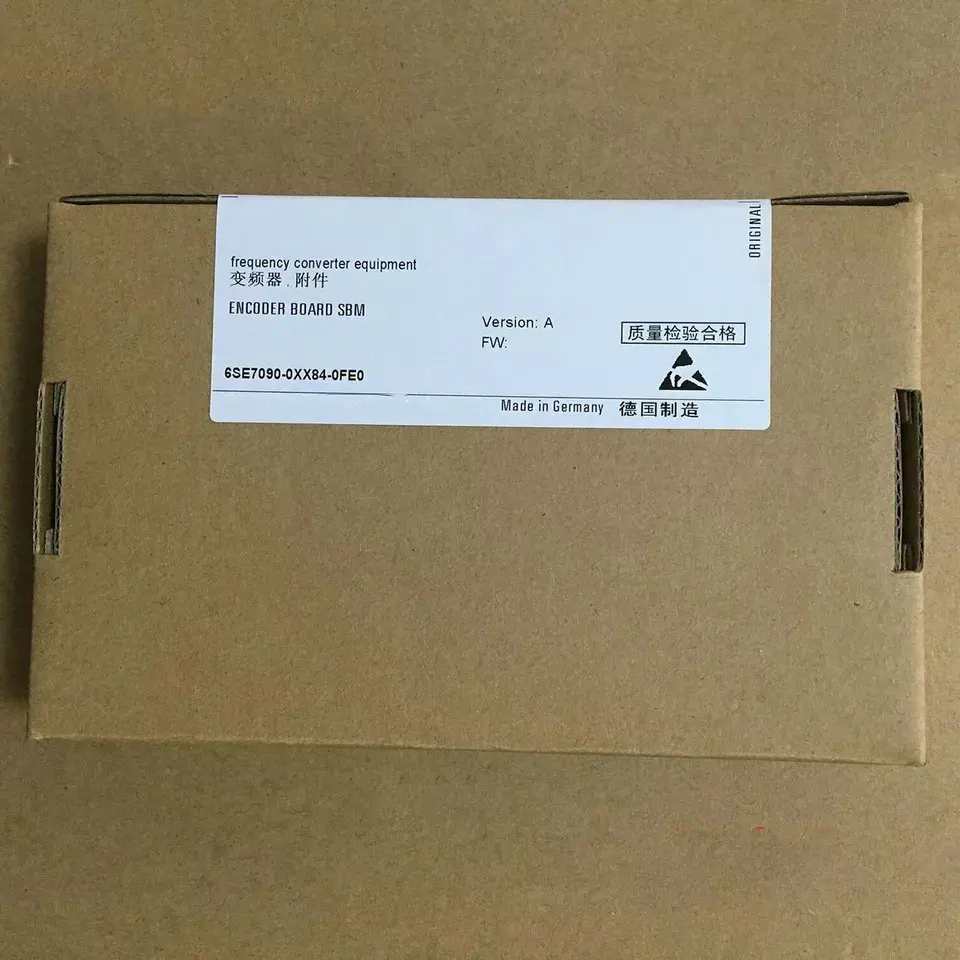 ORIGINAL
frequency converter equipment
变频器 . 附件
ENCODER BOARD SBM
Version: A
FW:
质量检验合格
6SE7090-0XX84-0FE0
Made in Germany 德国制造